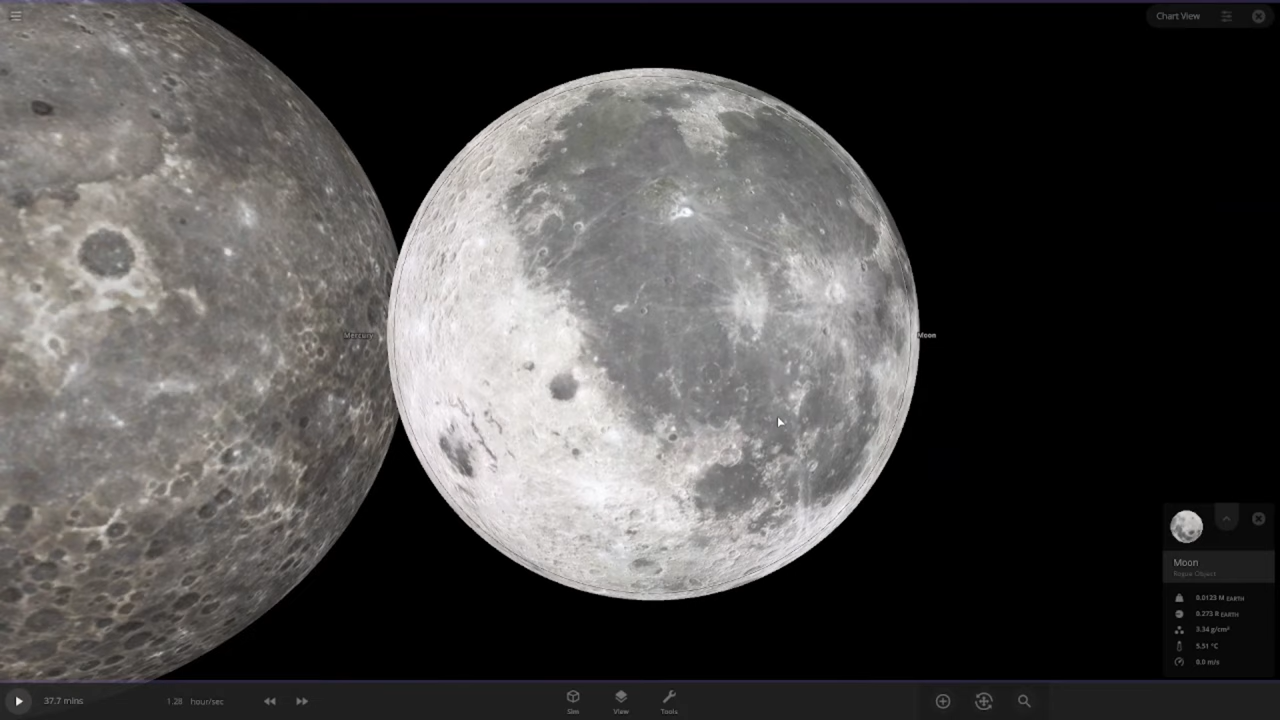 Chart View
Mercury
Moon
Moon
Rogue Object
0.0123 M EARTH
0.273 R EARTH
3.34 g/cm³
5.51 °C
0.0 m/s
37.7 mins
1.28 hour/sec
Sim
View
Tools